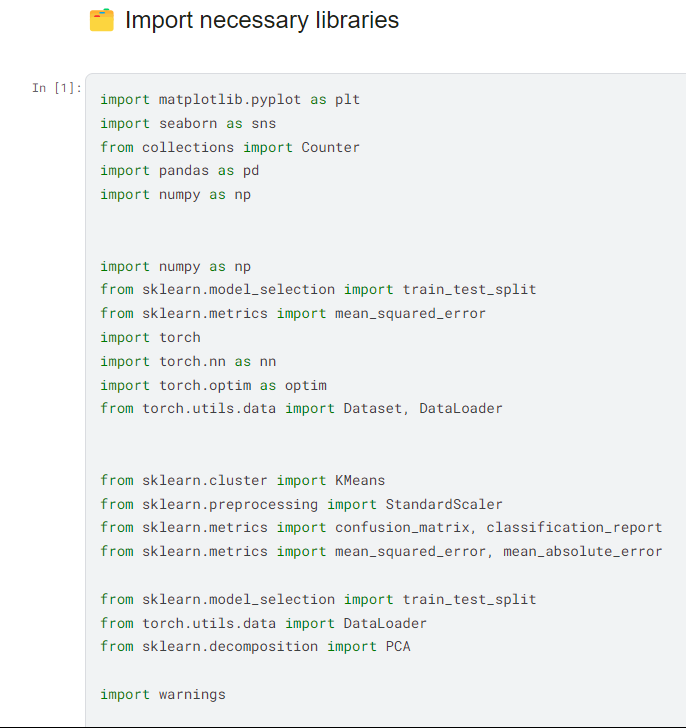 Import necessary libraries
In [1]:
import matplotlib.pyplot as plt
import seaborn as sns
from collections import Counter
import pandas as pd
import numpy as np
import numpy as np
from sklearn.model_selection import train_test_split
from sklearn.metrics import mean_squared_error
import torch
import torch.nn as nn
import torch.optim as optim
from torch.utils.data import Dataset, DataLoader
from sklearn.cluster import KMeans
from sklearn.preprocessing import StandardScaler
from sklearn.metrics import confusion_matrix, classification_report
from sklearn.metrics import mean_squared_error, mean_absolute_error
from sklearn.model_selection import train_test_split
from torch.utils.data import DataLoader
from sklearn.decomposition import PCA
import warnings